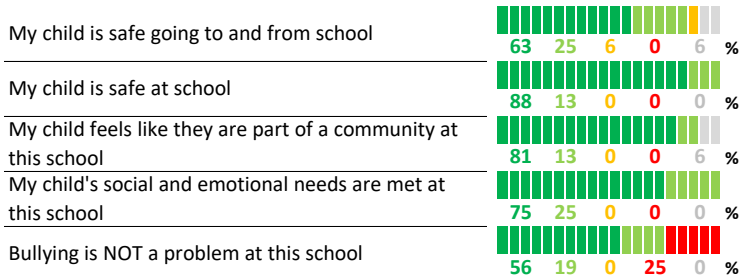 My child is safe going to and from school
63 25 6 0 6 %
My child is safe at school
88 13 0 0 0 %
My child feels like they are part of a community at
this school
81 13 0 0 6 %
My child's social and emotional needs are met at
this school
75 25 0 0 0 %
Bullying is NOT a problem at this school
56 19 0 25 0 %